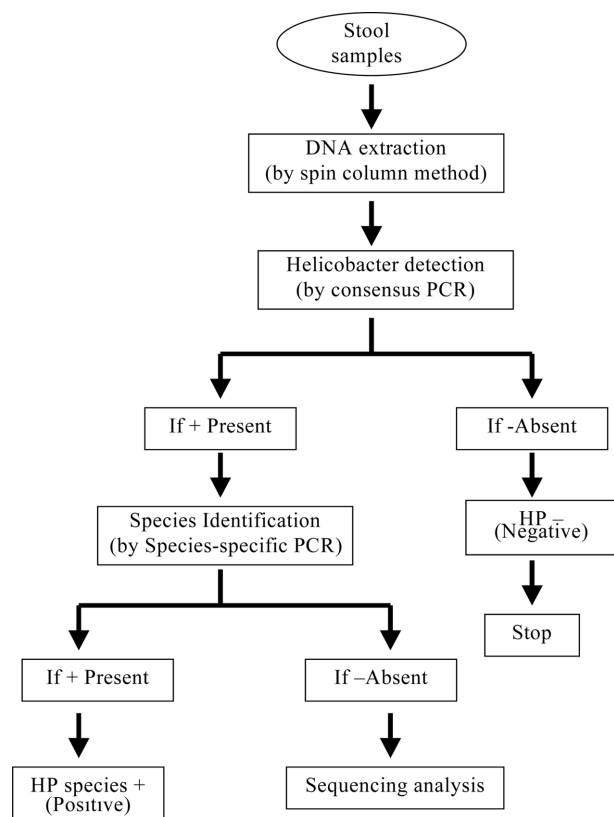 Stool
samples
DNA extraction
(by spin column method)
Helicobacter detection
(by consensus PCR)
If + Present
If -Absent
Species Identification
(by Species-specific PCR)
HP –
(Negative)
Stop
If + Present
If –Absent
HP species +
(Positive)
Sequencing analysis